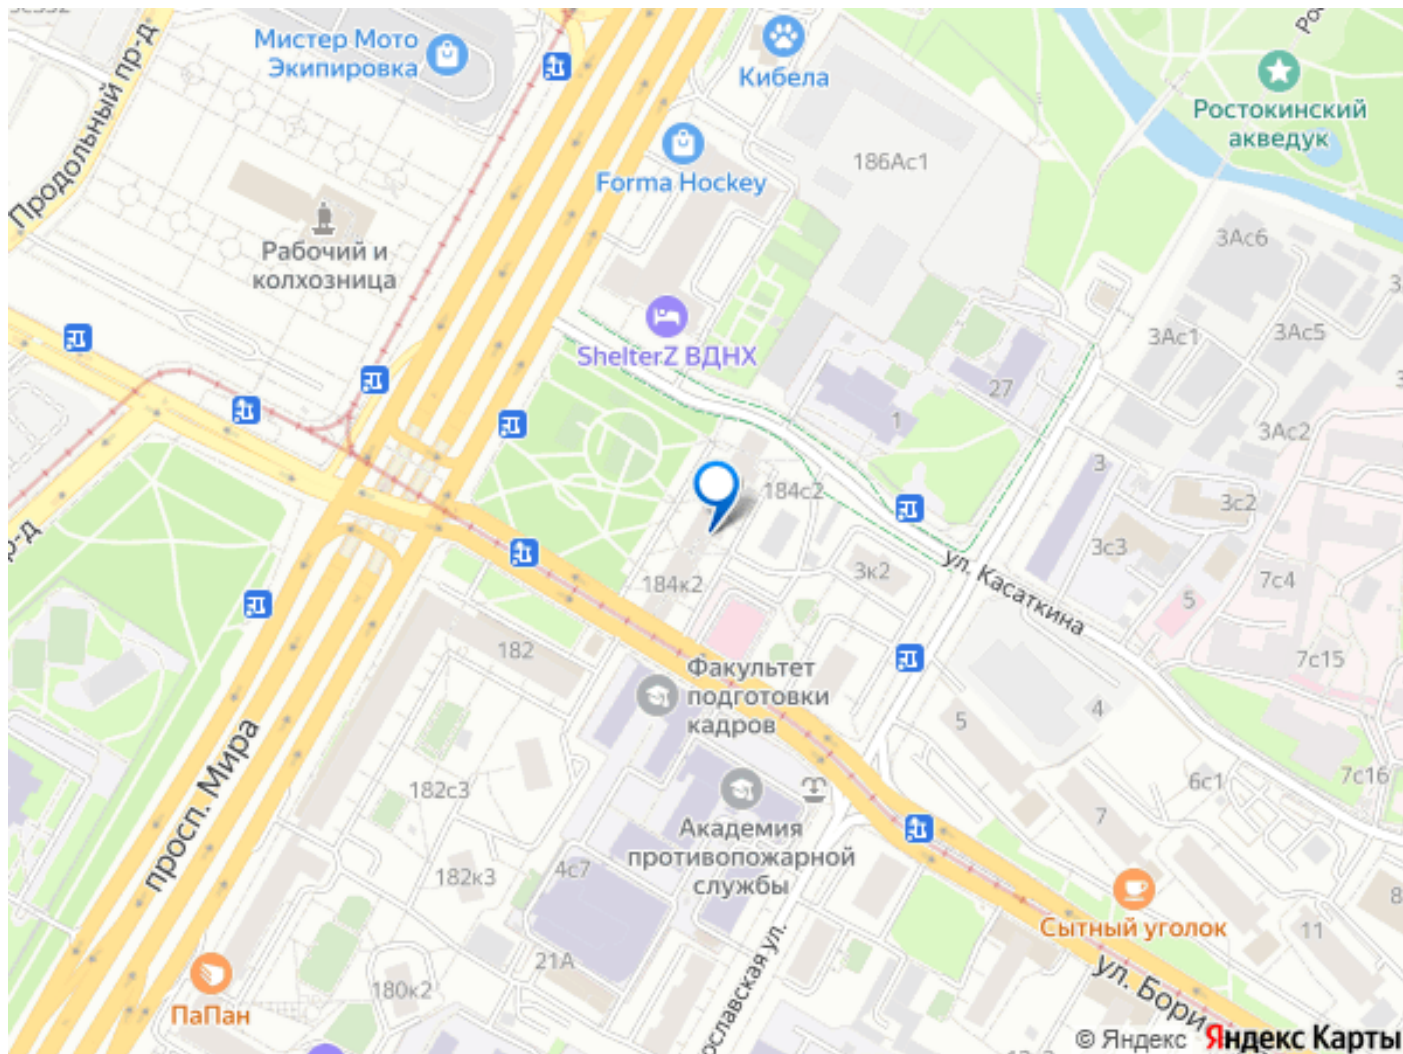 Мистер Мото
Экипировка
Кибела
Ростокинский
акведук
Продольный пр-д
Forma Hockey
186Ас1
Рабочий и
колхозница
3Ас6
ShelterZ ВДНХ
3Ас1
3Ас5
27
1
3Ас2
3
184с2
3с2
3с3
184к2
3к2
ул. Касаткина
7с4
5
182
Факультет
подготовки
кадров
7с15
4
5
просп. Мира
182с3
6с1
7с16
7
Академия
противопожарной
службы
182к3
4с7
Сытный уголок
11
21А
180к2
ПаПан
ул. Бори
© Яндекс Яндекс Карты